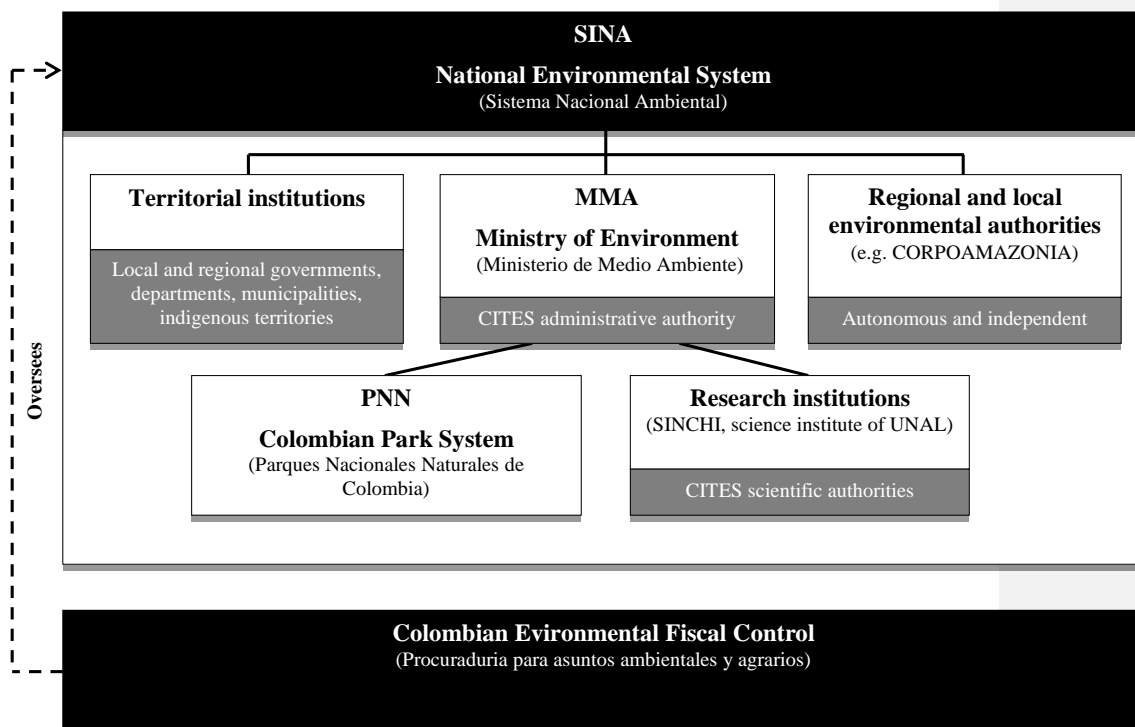 SINA
National Environmental System
(Sistema Nacional Ambiental)
Territorial institutions
Local and regional governments,
departments, municipalities,
indigenous territories
MMA
Ministry of Environment
(Ministerio de Medio Ambiente)
CITES administrative authority
Regional and local
environmental authorities
(e.g. CORPOAMAZONIA)
Autonomous and independent
PNN
Colombian Park System
(Parques Nacionales Naturales de
Colombia)
Research institutions
(SINCHI, science institute of UNAL)
CITES scientific authorities
Oversees
Colombian Evironmental Fiscal Control
(Procuraduria para asuntos ambientales y agrarios)